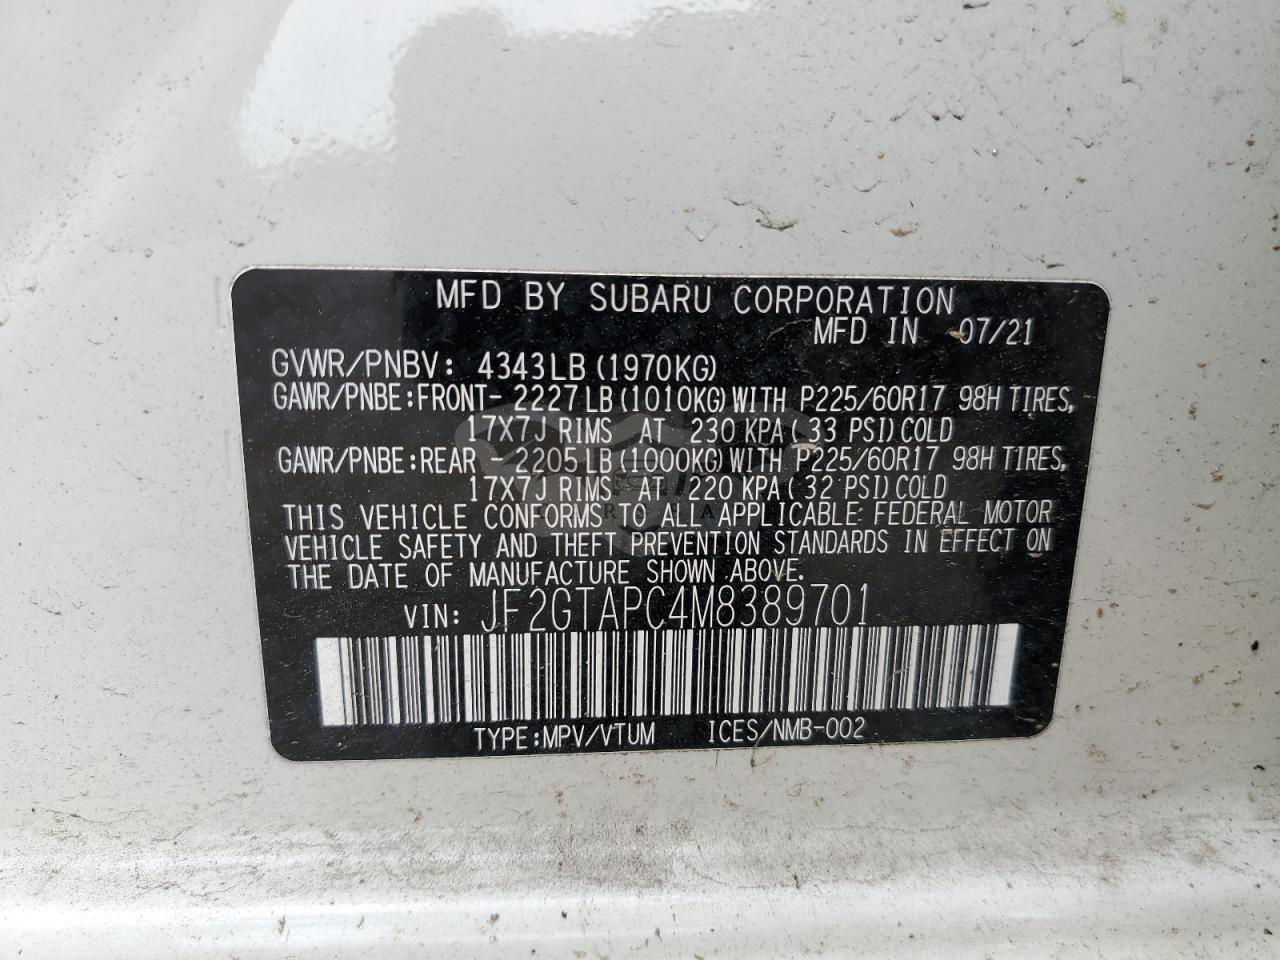 MFD BY SUBARU CORPORATION
MFD IN 07/21
GVWR/PNBV: 4343LB (1970KG)
GAWR/PNBE:FRONT- 2227LB (1010KG) WITH P225/60R17 98H TIRES,
17X7J RIMS AT 230 KPA( 33 PSI)COLD
GAWR/PNBE:REAR - 2205LB (1000KG) WITH P225/60R17 98H TIRES,
17X7J RIMS AT 220 KPA( 32 PSI)COLD
THIS VEHICLE CONFORMS TO ALL APPLICABLE FEDERAL MOTOR
VEHICLE SAFETY AND THEFT PREVENTION STANDARDS IN EFFECT ON
THE DATE OF MANUFACTURE SHOWN ABOVE.
VIN: JF2GTAPC4M8389701
TYPE:MPV/VTUM ICES/NMB-002